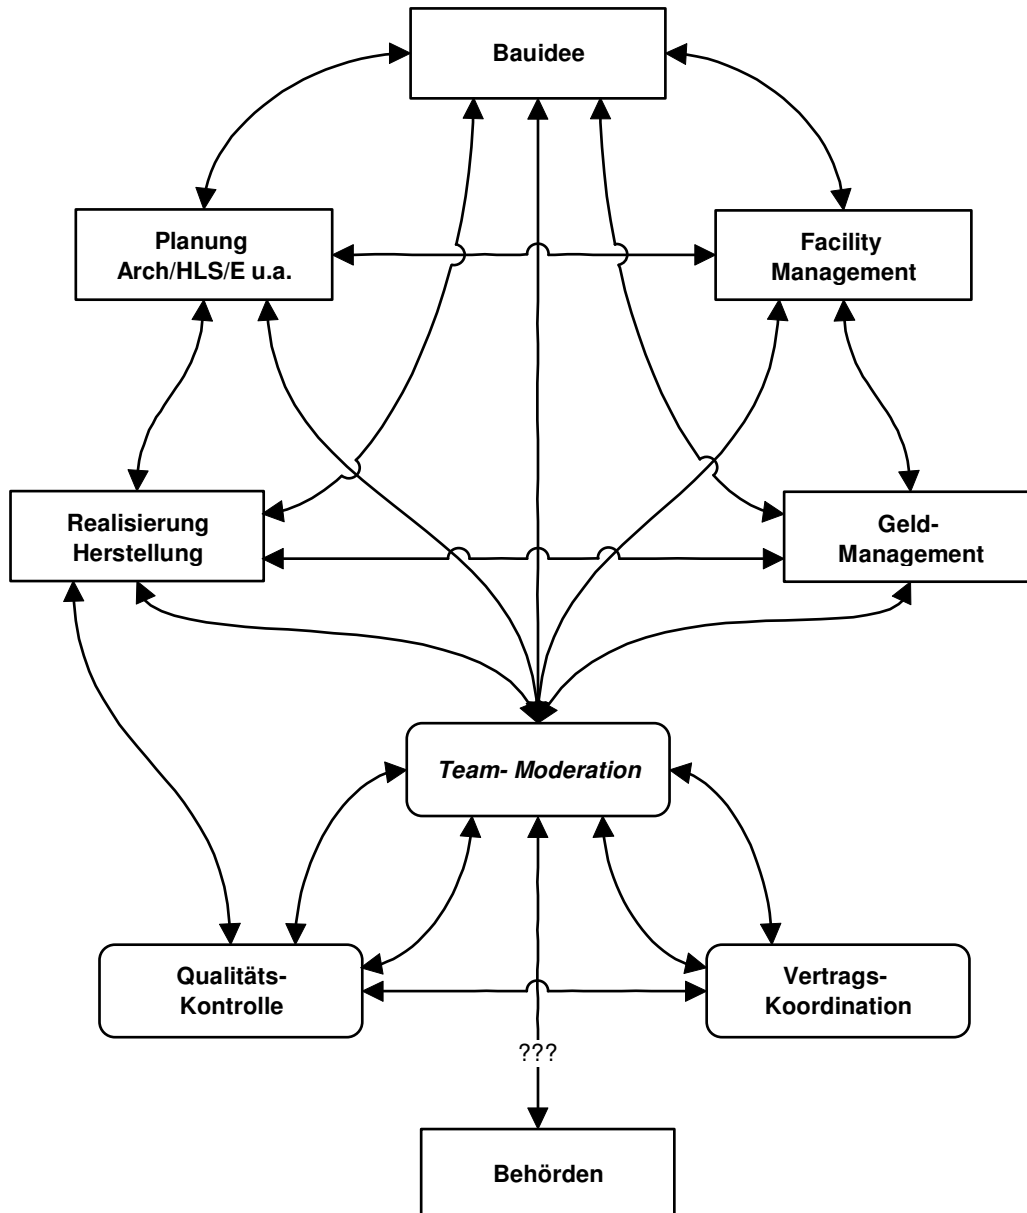 Bauidee
Planung
Arch/HLS/E u.a.
Facility
Management
Realisierung
Herstellung
Geld-
Management
Team- Moderation
Qualitäts-
Kontrolle
Vertrags-
Koordination
???
Behörden